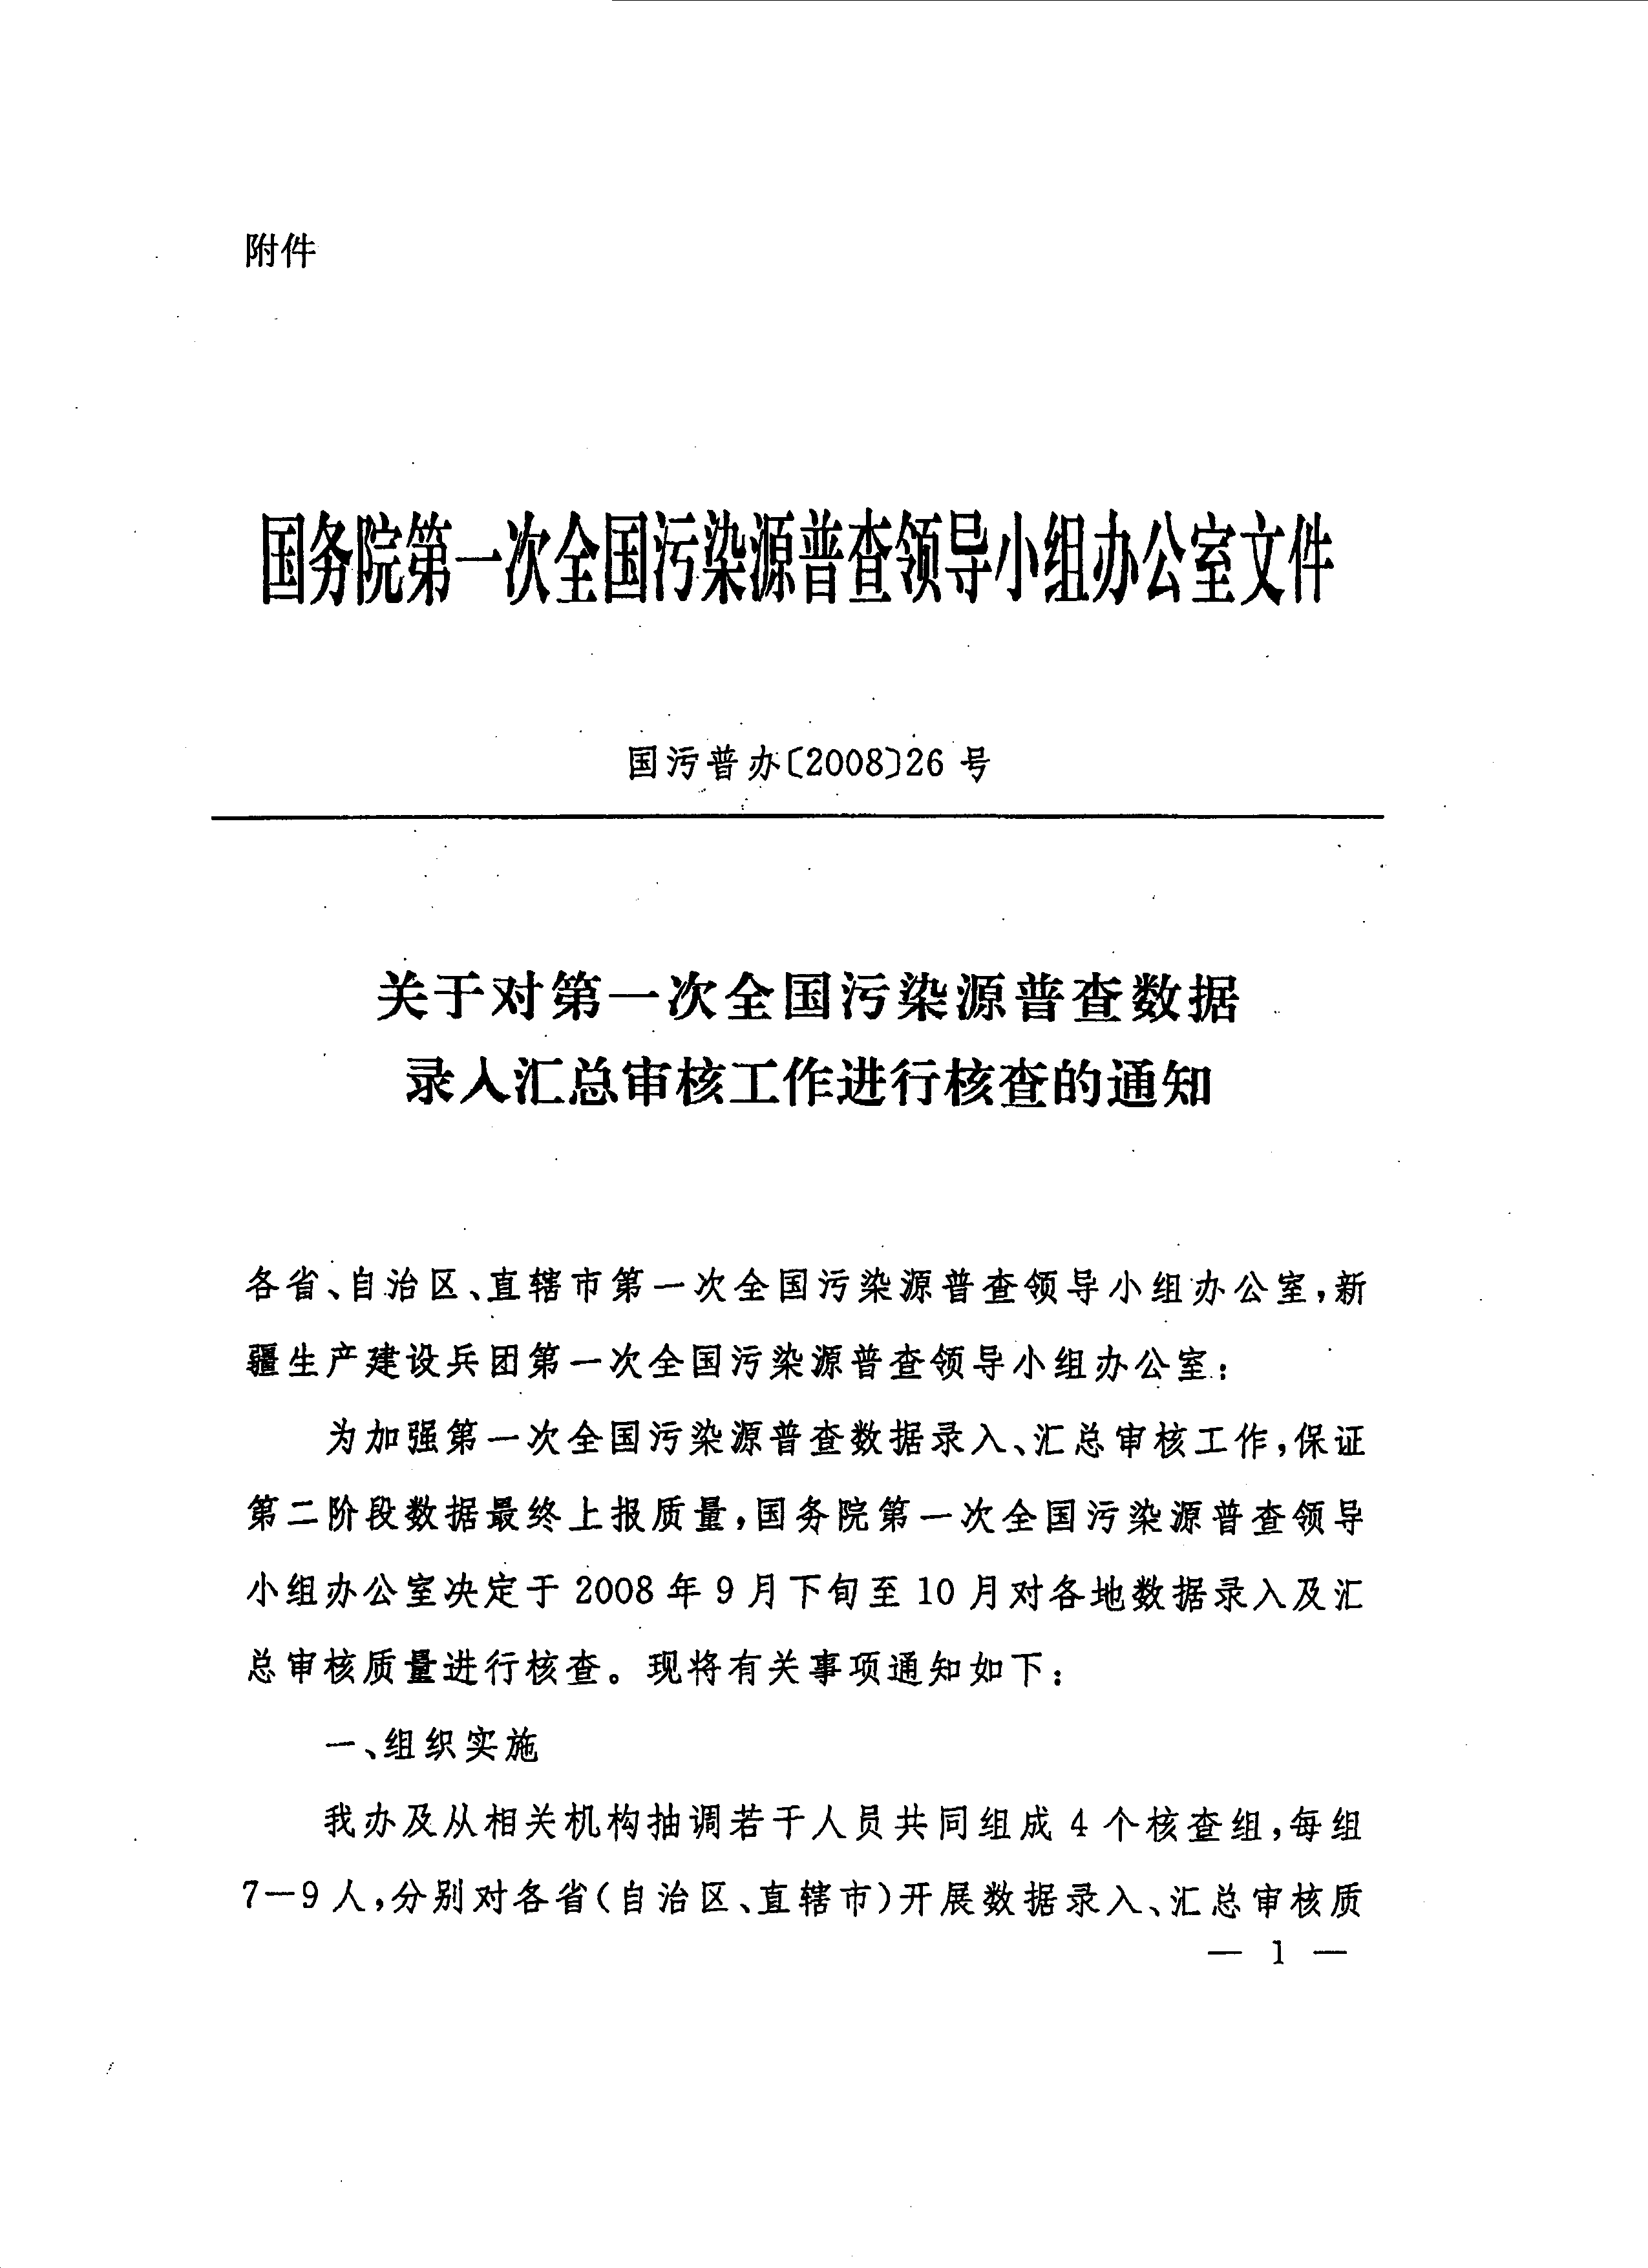 附件
国务院第一次全国污染源普查领导小组办公室文件
国污普办〔2008〕26 号
关于对第一次全国污染源普查数据
录入汇总审核工作进行核查的通知
各省、自治区、直辖市第一次全国污染源普查领导小组办公室,新
疆生产建设兵团第一次全国污染源普查领导小组办公室:
为加强第一次全国污染源普查数据录入、汇总审核工作,保证
第二阶段数据最终上报质量,国务院第一次全国污染源普查领导
小组办公室决定于 2008 年 9 月下旬至 10 月对各地数据录入及汇
总审核质量进行核查。现将有关事项通知如下:
一、组织实施
我办及从相关机构抽调若干人员共同组成 4 个核查组,每组
7—9 人,分别对各省(自治区、直辖市)开展数据录入、汇总审核质
— 1 —